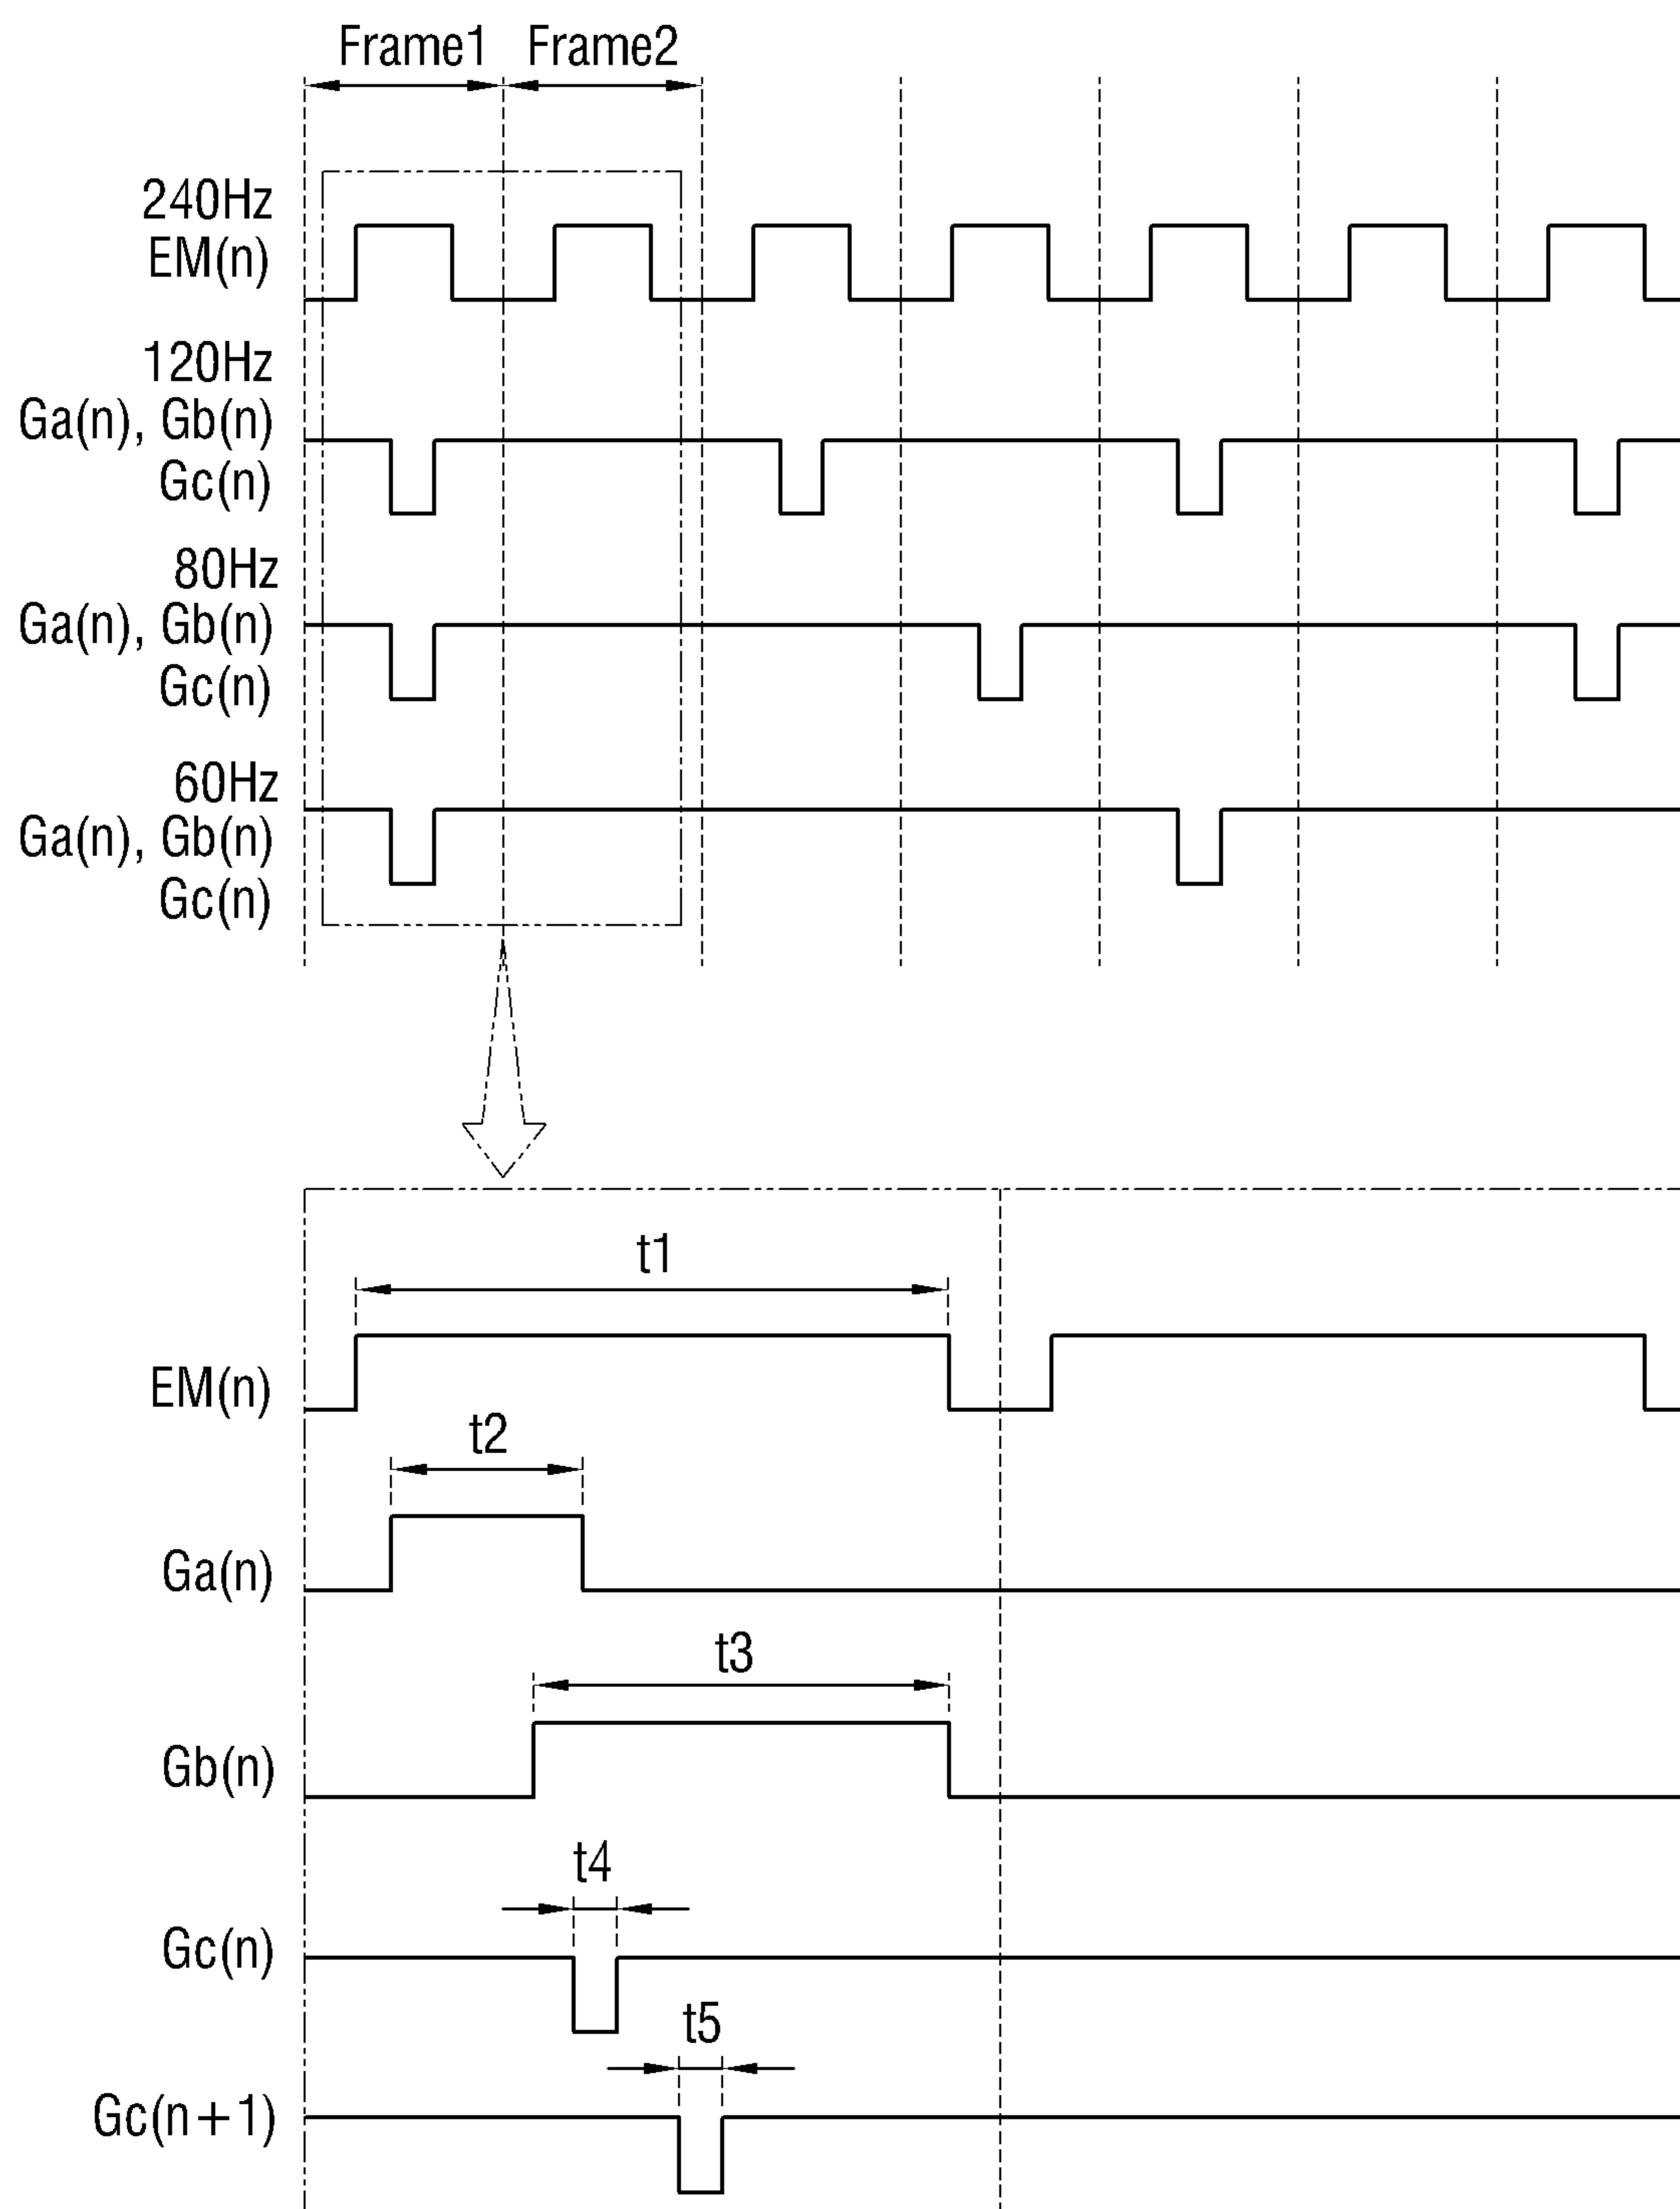 Frame1 Frame2
240Hz
EM(n)
120Hz
Ga(n), Gb(n)
Gc(n)
80Hz
Ga(n), Gb(n)
Gc(n)
60Hz
Ga(n), Gb(n)
Gc(n)
t1
EM(n)
t2
Ga(n)
t3
Gb(n)
t4
Gc(n)
t5
Gc(n+1)